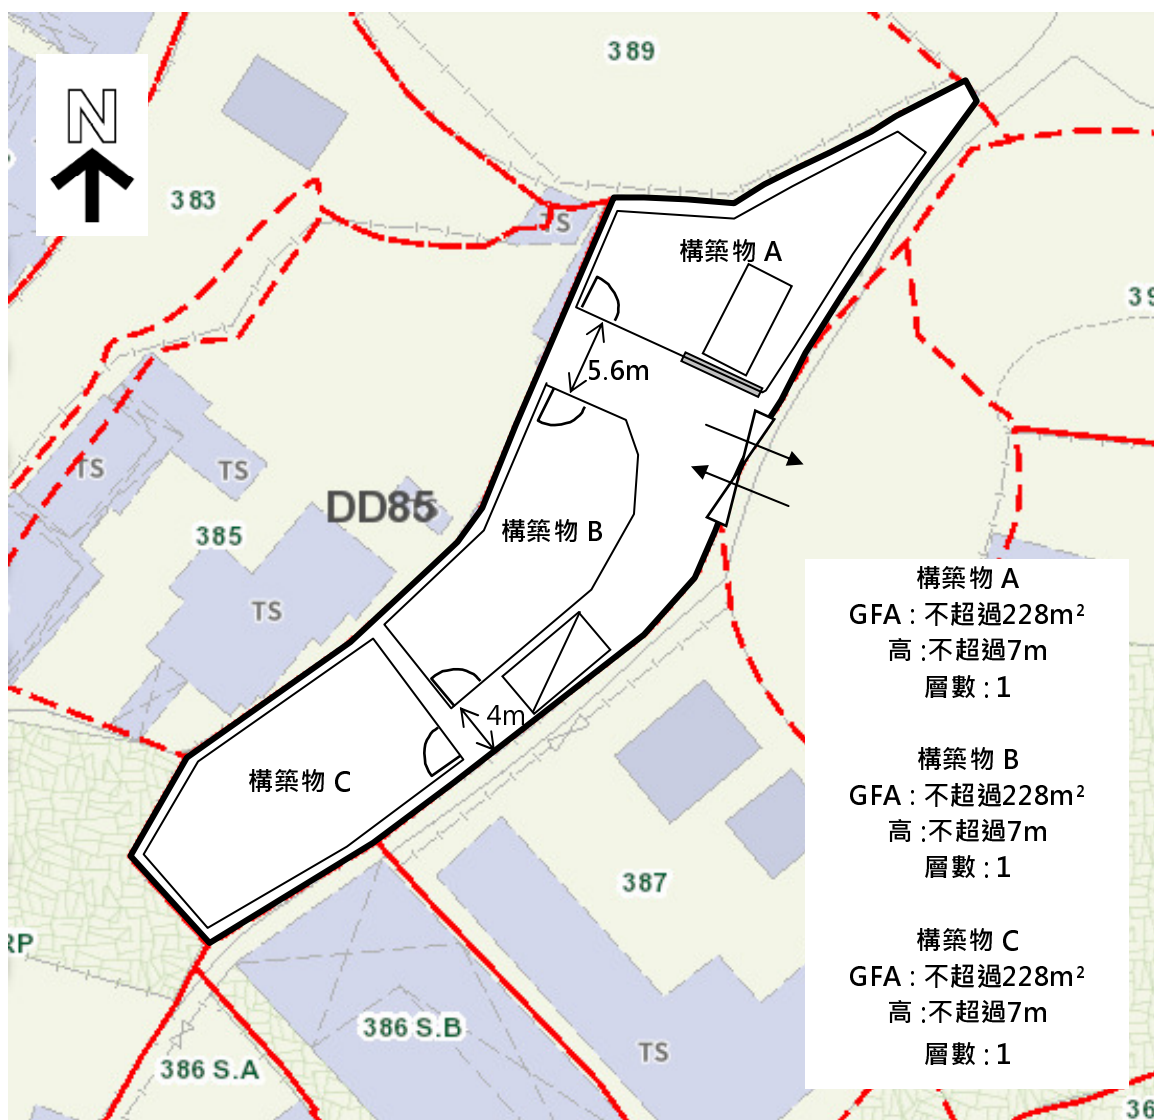 389
N
383
TS
構築物 A
39
5.6m
TS
TS
DD85
385
構築物 B
TS
構築物 A
GFA : 不超過228m²
高 :不超過7m
層數 : 1
4m
構築物 C
構築物 B
GFA : 不超過228m²
高 :不超過7m
層數 : 1
387
RP
構築物 C
GFA : 不超過228m²
高 :不超過7m
層數 : 1
386 S.B
TS
386 S.A
36